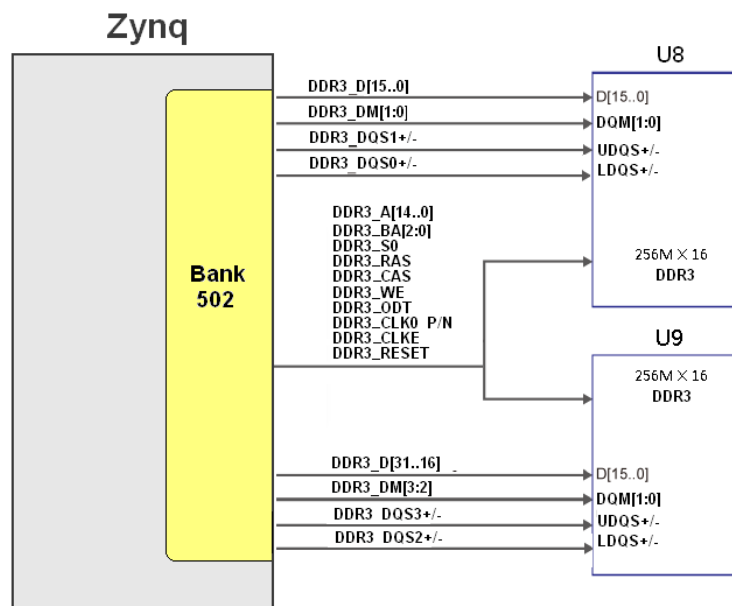 Zynq
U8
DDR3_D[15..0]
D[15..0]
DDR3_DM[1:0]
DQM[1:0]
DDR3_DQS1+/-
UDQS+/-
DDR3_DQS0+/-
LDQS+/-
DDR3_A[14..0]
DDR3_BA[2:0]
DDR3_S0
DDR3_RAS
DDR3_CAS
DDR3_WE
DDR3_ODT
DDR3_CLK0_P/N
DDR3_CLKE
DDR3_RESET
Bank
502
256M×16
DDR3
U9
256M×16
DDR3
DDR3_D[31..16]
D[15..0]
DDR3_DM[3:2]
DQM[1:0]
DDR3_DQS3+/-
UDQS+/-
DDR3_DQS2+/-
LDQS+/-